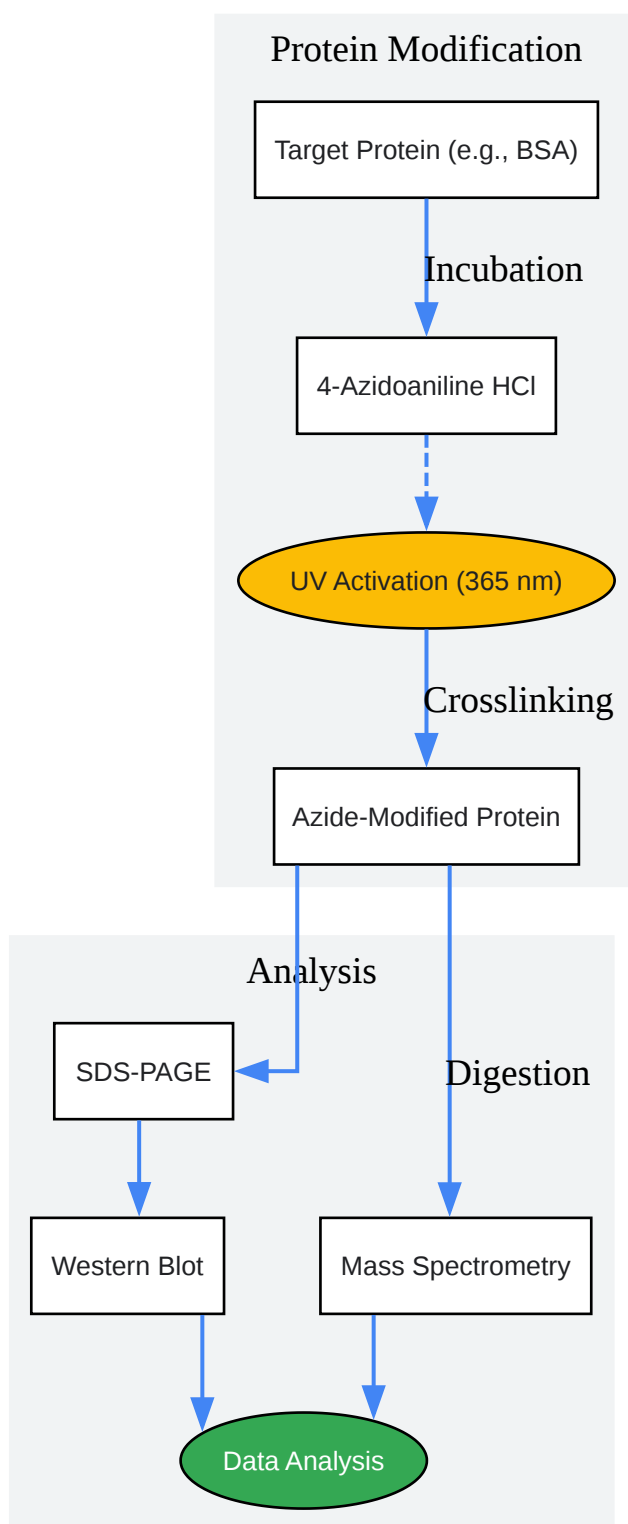 Protein Modification
Target Protein (e.g., BSA)
Incubation
4-Azidoaniline HCl
UV Activation (365 nm)
Crosslinking
Azide-Modified Protein
Analysis
SDS-PAGE
Digestion
Western Blot
Mass Spectrometry
Data Analysis